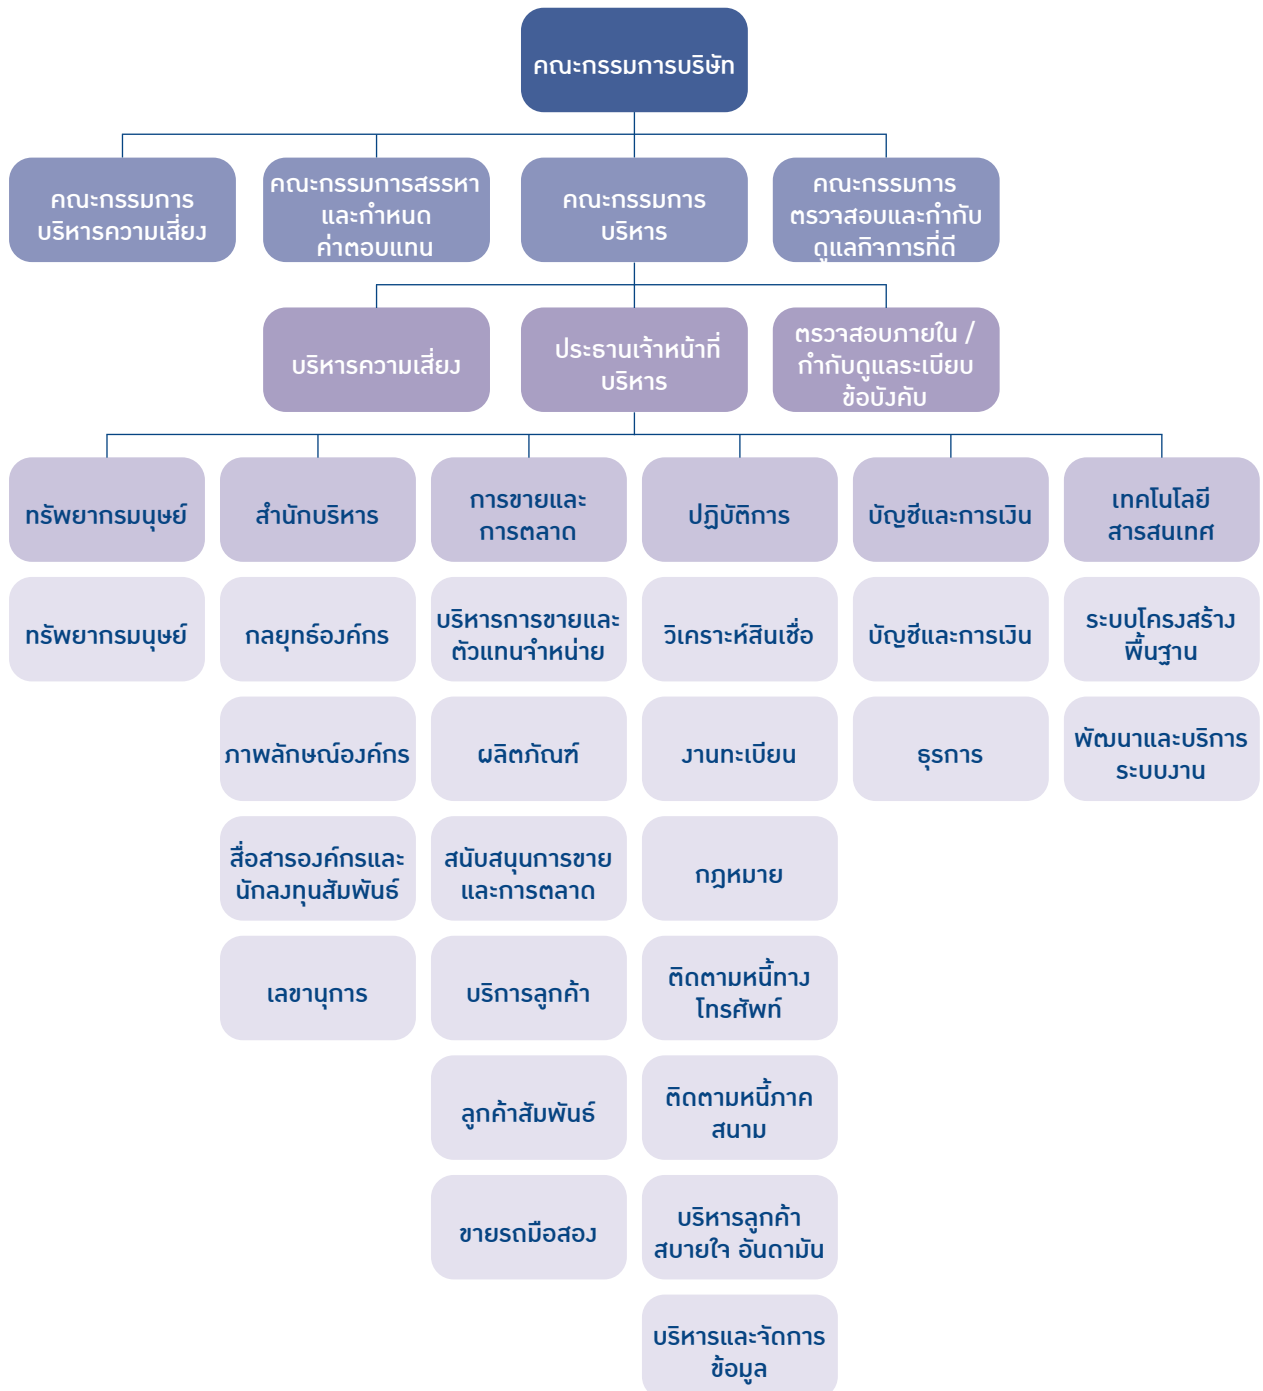 คณะกรรมการบริษัท
คณะกรรมการ
บริหารความเสี่ยง
คณะกรรมการสรรหา
และกำหนด
ค่าตอบแทน
คณะกรรมการ
บริหาร
คณะกรรมการ
ตรวจสอบและกำกับ
ดูแลกิจการที่ดี
บริหารความเสี่ยง
ประธานเจ้าหน้าที่
บริหาร
ตรวจสอบภายใน /
กำกับดูแลระเบียบ
ข้อบังคับ
ทรัพยากรมนุษย์
สำนักบริหาร
การขายและ
การตลาด
ปฏิบัติการ
บัญชีและการเงิน
เทคโนโลยี
สารสนเทศ
ทรัพยากรมนุษย์
กลยุทธ์องค์กร
บริหารการขายและ
ตัวแทนจำหน่าย
วิเคราะห์สินเชื่อ
บัญชีและการเงิน
ระบบโครงสร้าง
พื้นฐาน
ภาพลักษณ์องค์กร
ผลิตภัณฑ์
งานทะเบียน
ธุรการ
พัฒนาและบริการ
ระบบงาน
สื่อสารองค์กรและ
นักลงทุนสัมพันธ์
สนับสนุนการขาย
และการตลาด
กฎหมาย
เลขานุการ
บริการลูกค้า
ติดตามหนี้ทาง
โทรศัพท์
ลูกค้าสัมพันธ์
ติดตามหนี้ภาค
สนาม
ขายรถมือสอง
บริหารลูกค้า
สบายใจ อันดามัน
บริหารและจัดการ
ข้อมูล